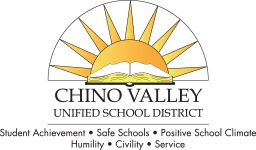 CHINO VALLEY
UNIFIED SCHOOL DISTRICT
Student Achievement • Safe Schools • Positive School Climate
Humility • Civility • Service